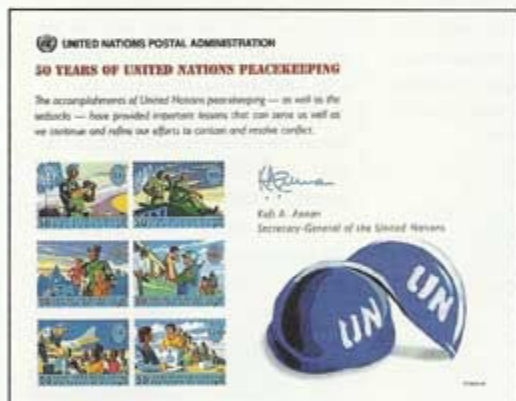 UNITED NATIONS POSTAL ADMINISTRATION
50 YEARS OF UNITED NATIONS PEACEKEEPING
The accomplishments of United Nations peacekeeping — as well as the
setbacks — have provided important lessons that can serve us well as
we continue and refine our efforts to contain and resolve conflict.
Kofi A. Annan
Secretary-General of the United Nations
UN
UN